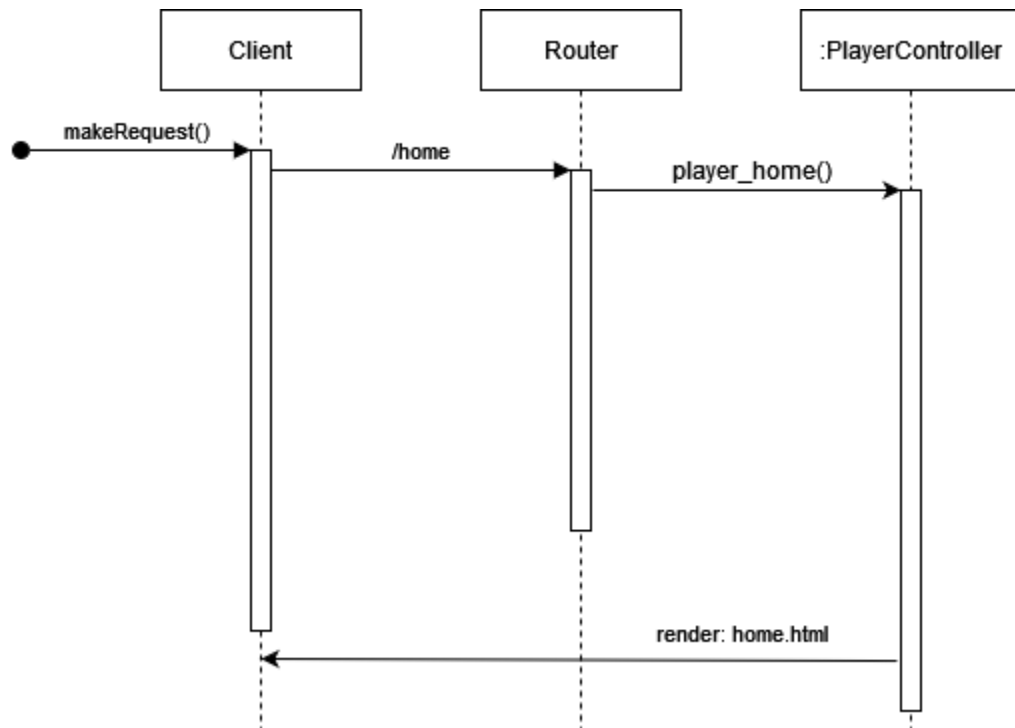 Client
Router
:PlayerController
makeRequest()
/home
player_home()
render: home.html